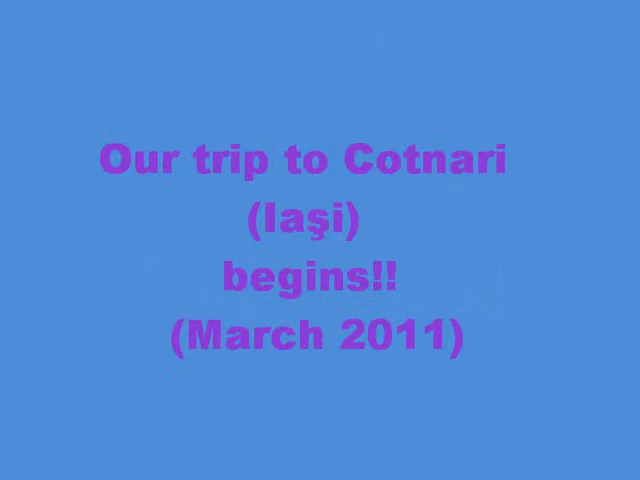 Our trip to Cotnari
(Iaşi)
begins!!
(March 2011)